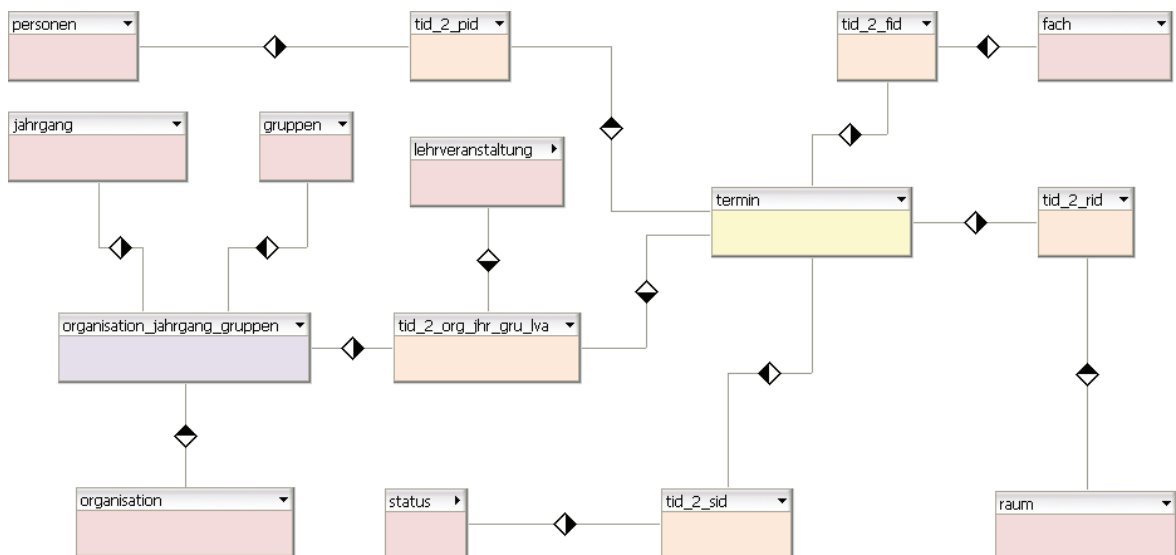 personen
tid_2_pid
tid_2_fid
fach
jahrgang
gruppen
lehrveranstaltung
termin
tid_2_rid
organisation_jahrgang_gruppen
tid_2_org_jhr_gru_lva
organisation
status
tid_2_sid
raum